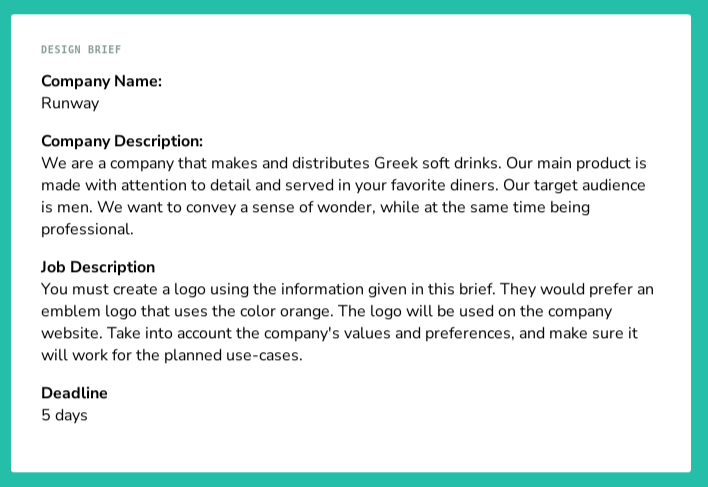 DESIGN BRIEF
Company Name:
Runway
Company Description:
We are a company that makes and distributes Greek soft drinks. Our main product is
made with attention to detail and served in your favorite diners. Our target audience
is men. We want to convey a sense of wonder, while at the same time being
professional.
Job Description
You must create a logo using the information given in this brief. They would prefer an
emblem logo that uses the color orange. The logo will be used on the company
website. Take into account the company's values and preferences, and make sure it
will work for the planned use-cases.
Deadline
5 days